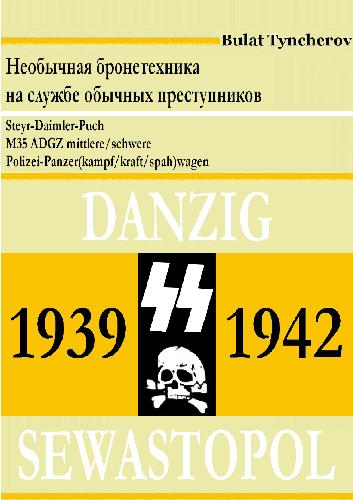 Bulat Tyncherov
Необычная бронетехника
на службе обычных преступников
Steyr-Daimler-Puch
M35 ADGZ mittlere/schwere
Polizei-Panzer(kampf/kraft/spah)wagen
DANZIG
1939 1942
SEWASTOPOL